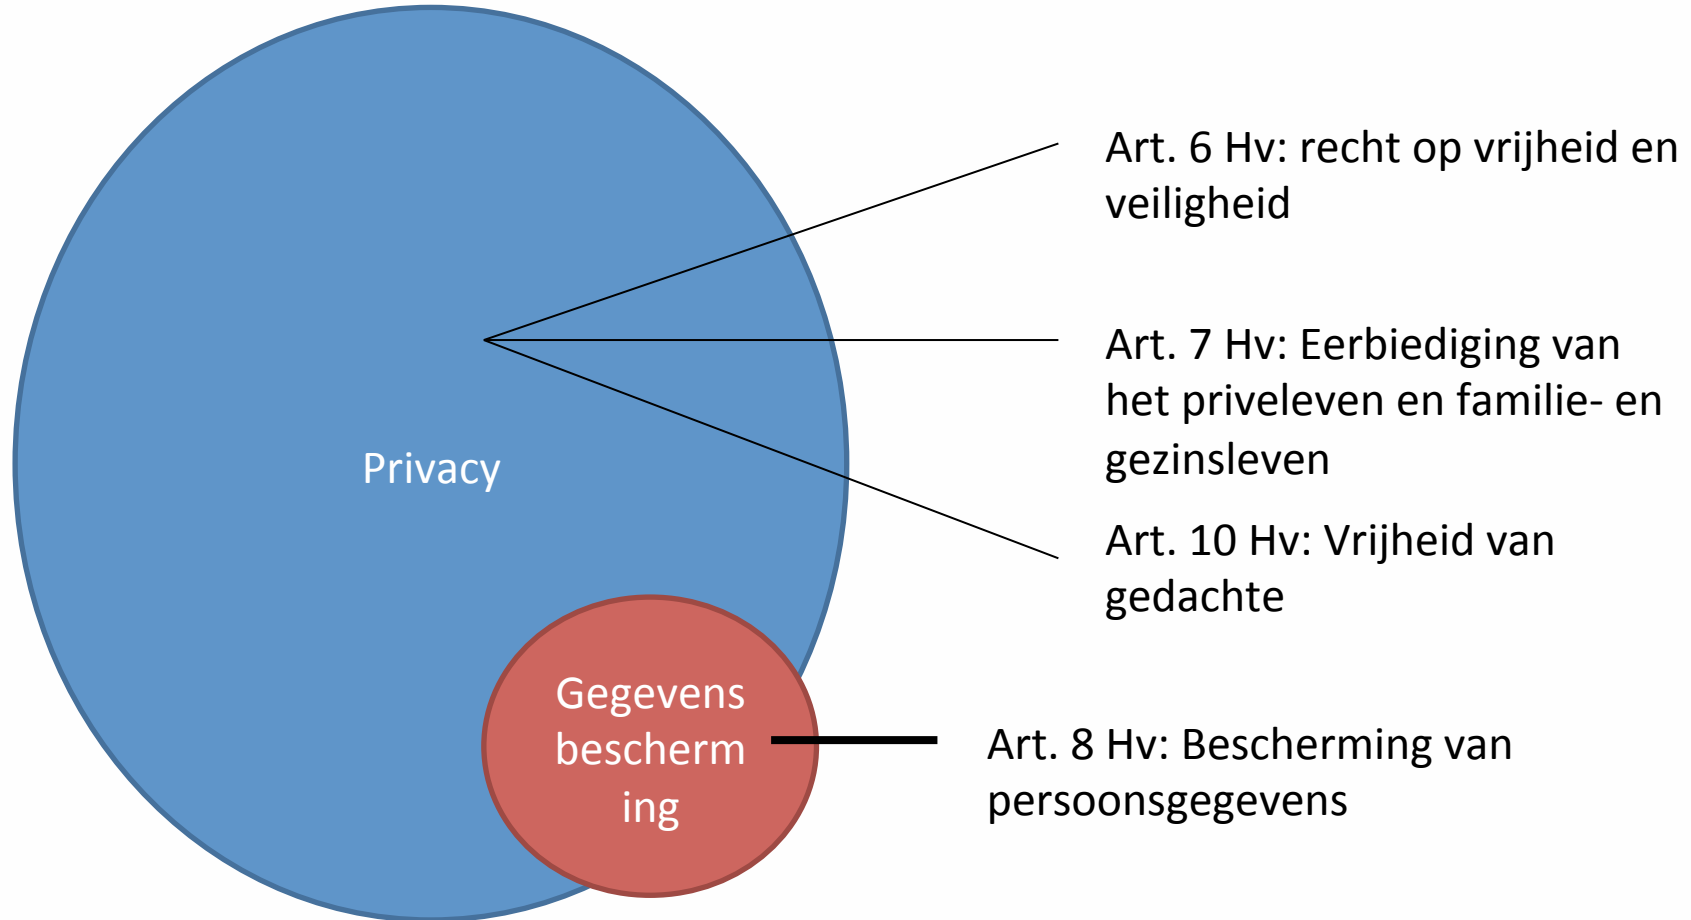 Art. 6 Hv: recht op vrijheid en
veiligheid
Art. 7 Hv: Eerbiediging van
het priveleven en familie- en
gezinsleven
Privacy
Art. 10 Hv: Vrijheid van
gedachte
Gegevens
bescherm
ing
Art. 8 Hv: Bescherming van
persoonsgegevens